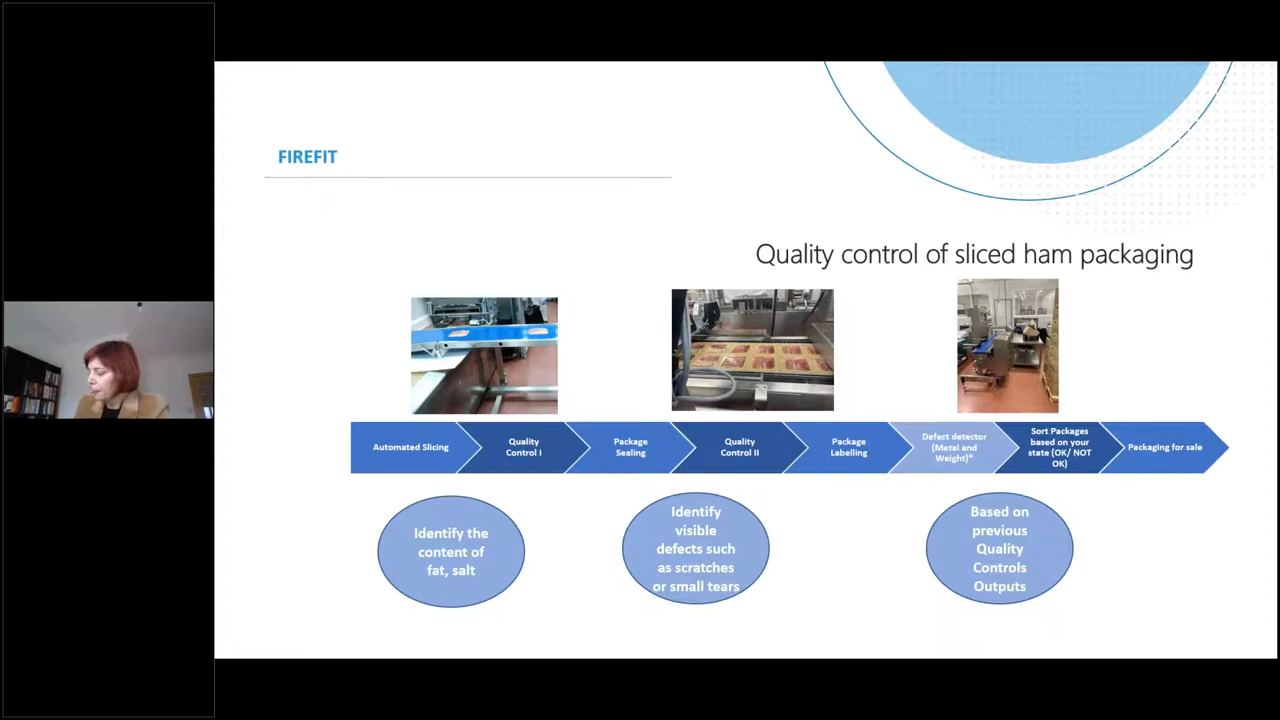 FIREFIT
Quality control of sliced ham packaging
Automated Slicing
Quality
Control I
Package
Sealing
Quality
Control II
Package
Labelling
Defect detector
(Metal and
Weight)*
Sort Packages
based on your
state (OK/ NOT
OK)
Packaging for sale
Identify the
content of
fat, salt
Identify
visible
defects such
as scratches
or small tears
Based on
previous
Quality
Controls
Outputs